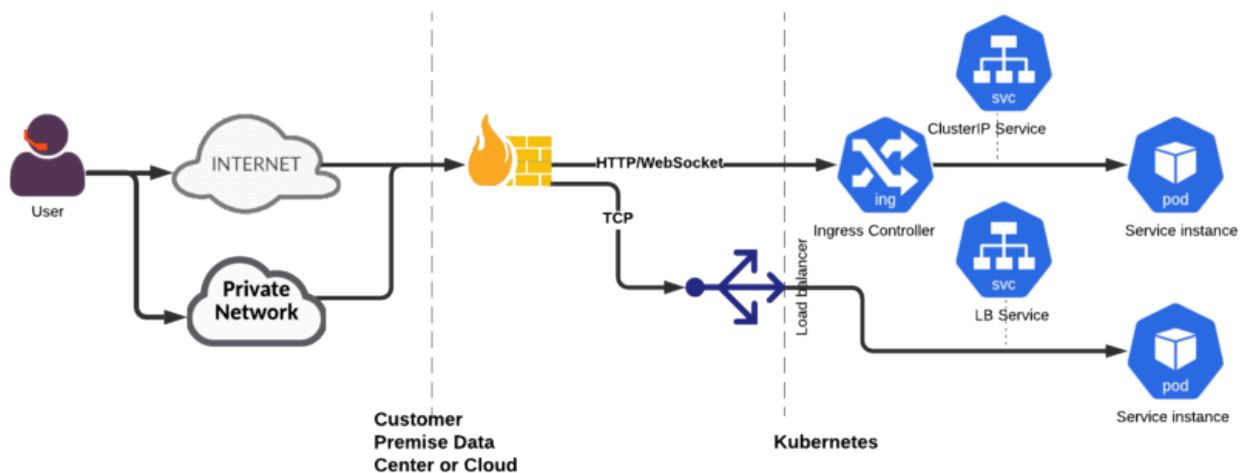 User
INTERNET
Private
Network
Customer
Premise Data
Center or Cloud
HTTP/WebSocket
TCP
Load balancer
Kubernetes
ing
Ingress Controller
svc
ClusterIP Service
svc
LB Service
pod
Service instance
pod
Service instance